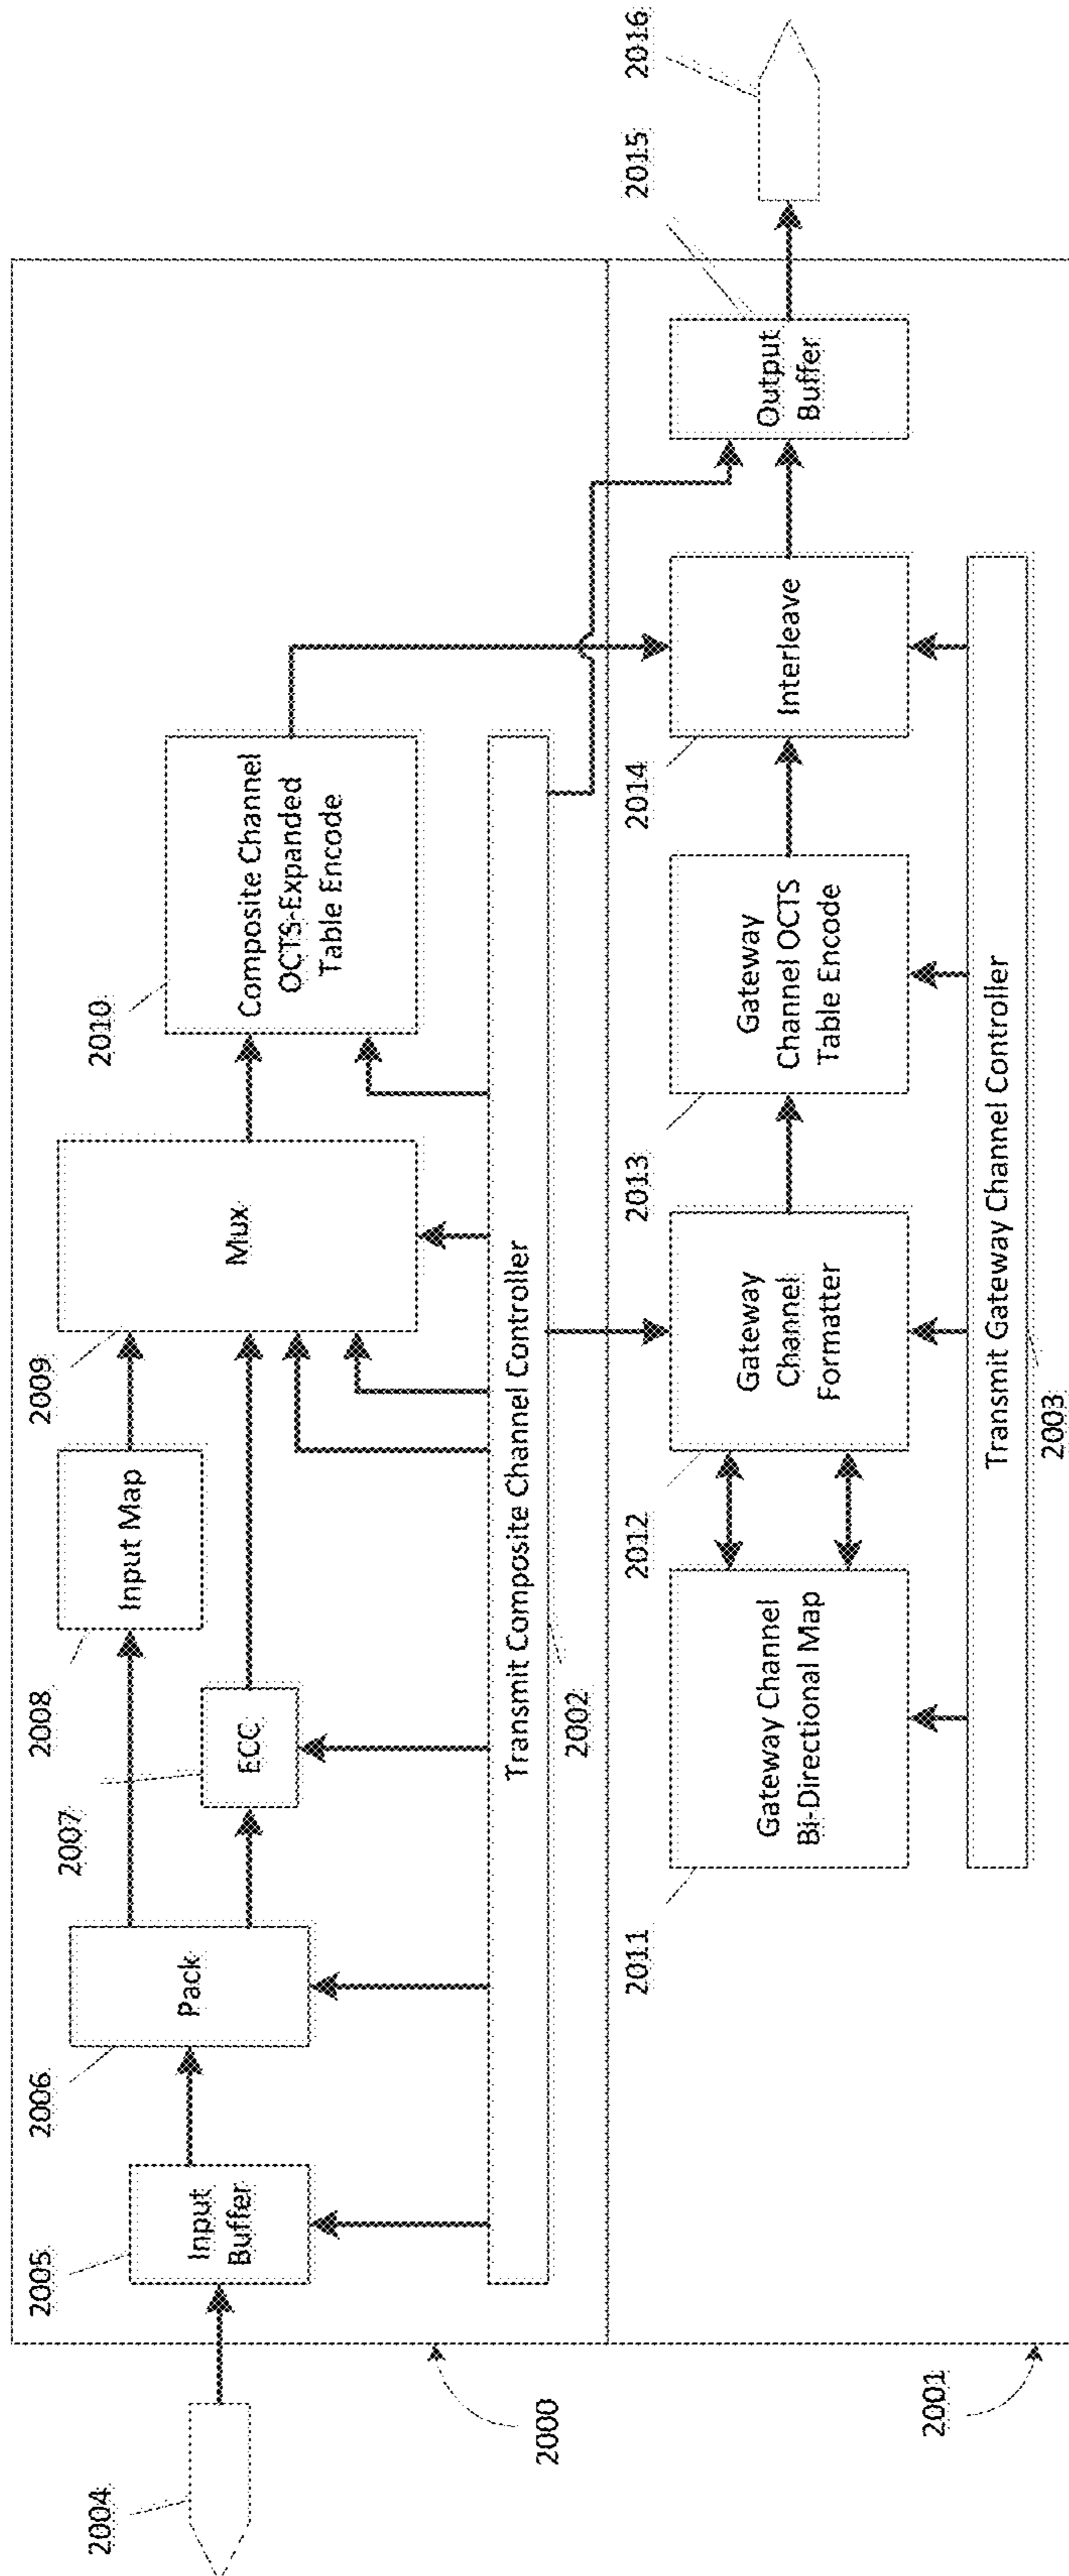 2004
2005
Input
Buffer
2006
Pack
2007
ECC
2008
Input Map
2009
Mux
2010
Composite Channel
OCTS-Expanded
Table Encode
2000
Transmit Composite Channel Controller
2002
2011
Gateway Channel
Bi-Directional Map
2012
Gateway
Channel
Formatter
2013
Gateway
Channel OCTS
Table Encode
2014
Interleave
2015
Output
Buffer
2016
2001
Transmit Gateway Channel Controller
2003